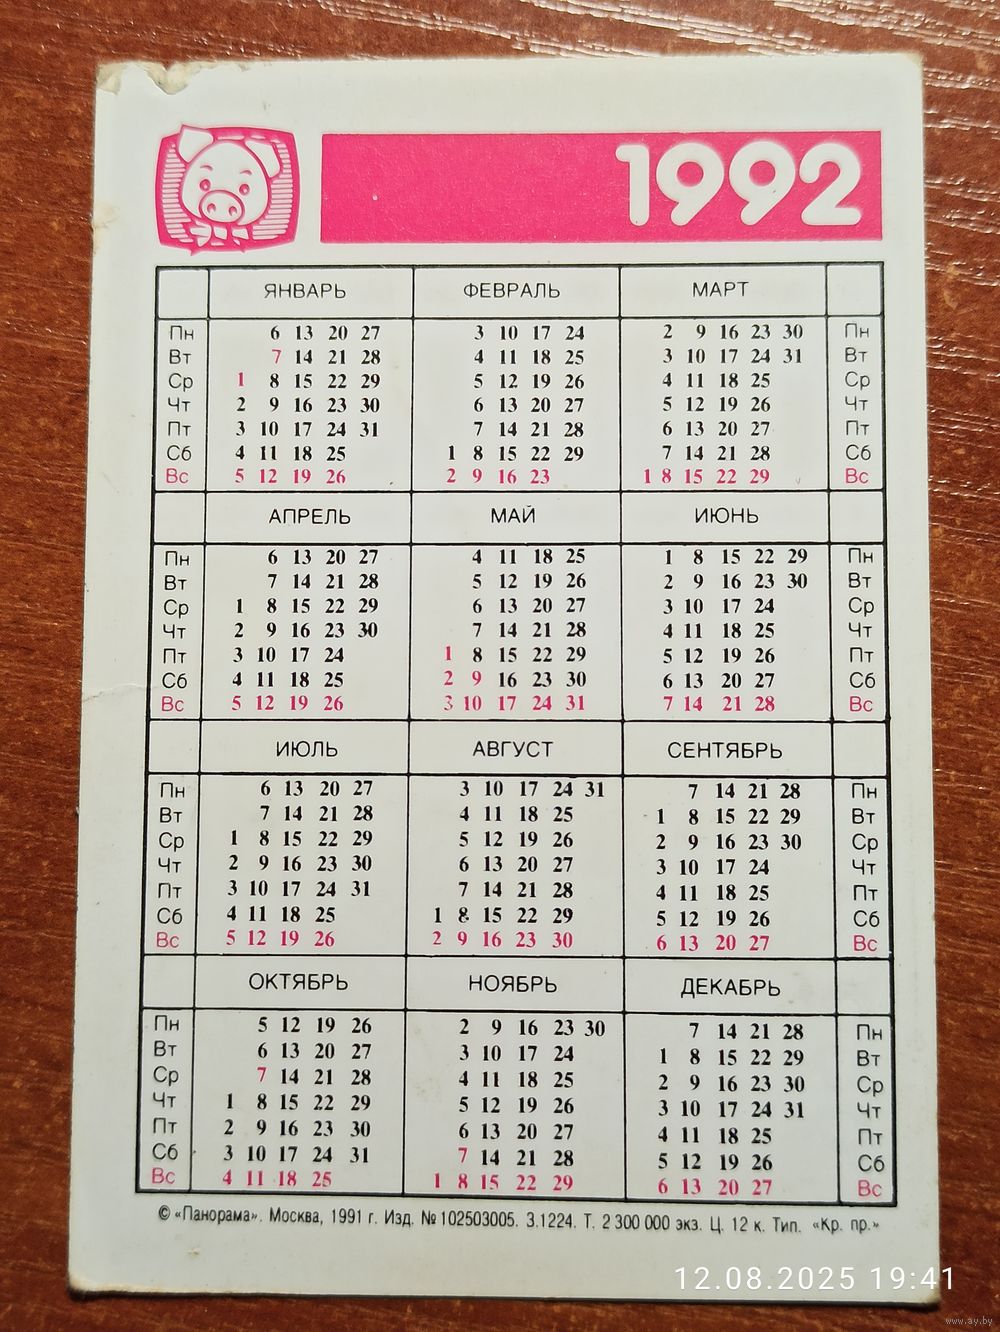 1992
ЯНВАРЬ ФЕВРАЛЬ МАРТ
Пн 6 13 20 27 3 10 17 24 2 9 16 23 30 Пн
Вт 7 14 21 28 4 11 18 25 3 10 17 24 31 Вт
Ср 1 8 15 22 29 5 12 19 26 4 11 18 25 Ср
Чт 2 9 16 23 30 6 13 20 27 5 12 19 26 Чт
Пт 3 10 17 24 31 7 14 21 28 6 13 20 27 Пт
Сб 4 11 18 25 1 8 15 22 29 7 14 21 28 Сб
Вс 5 12 19 26 2 9 16 23 1 8 15 22 29 Вс
АПРЕЛЬ МАЙ ИЮНЬ
Пн 6 13 20 27 4 11 18 25 1 8 15 22 29 Пн
Вт 7 14 21 28 5 12 19 26 2 9 16 23 30 Вт
Ср 1 8 15 22 29 6 13 20 27 3 10 17 24 Ср
Чт 2 9 16 23 30 7 14 21 28 4 11 18 25 Чт
Пт 3 10 17 24 1 8 15 22 29 5 12 19 26 Пт
Сб 4 11 18 25 2 9 16 23 30 6 13 20 27 Сб
Вс 5 12 19 26 3 10 17 24 31 7 14 21 28 Вс
ИЮЛЬ АВГУСТ СЕНТЯБРЬ
Пн 6 13 20 27 3 10 17 24 31 7 14 21 28 Пн
Вт 7 14 21 28 4 11 18 25 1 8 15 22 29 Вт
Ср 1 8 15 22 29 5 12 19 26 2 9 16 23 30 Ср
Чт 2 9 16 23 30 6 13 20 27 3 10 17 24 Чт
Пт 3 10 17 24 31 7 14 21 28 4 11 18 25 Пт
Сб 4 11 18 25 1 8 15 22 29 5 12 19 26 Сб
Вс 5 12 19 26 2 9 16 23 30 6 13 20 27 Вс
ОКТЯБРЬ НОЯБРЬ ДЕКАБРЬ
Пн 5 12 19 26 2 9 16 23 30 7 14 21 28 Пн
Вт 6 13 20 27 3 10 17 24 1 8 15 22 29 Вт
Ср 7 14 21 28 4 11 18 25 2 9 16 23 30 Ср
Чт 1 8 15 22 29 5 12 19 26 3 10 17 24 31 Чт
Пт 2 9 16 23 30 6 13 20 27 4 11 18 25 Пт
Сб 3 10 17 24 31 7 14 21 28 5 12 19 26 Сб
Вс 4 11 18 25 1 8 15 22 29 6 13 20 27 Вс
© «Панорама». Москва, 1991 г. Изд. № 102503005. З.1224. Т. 2 300 000 экз. Ц. 12 к. Тип. «Кр. пр.»
12.08.2025 19:41
www.ay.by